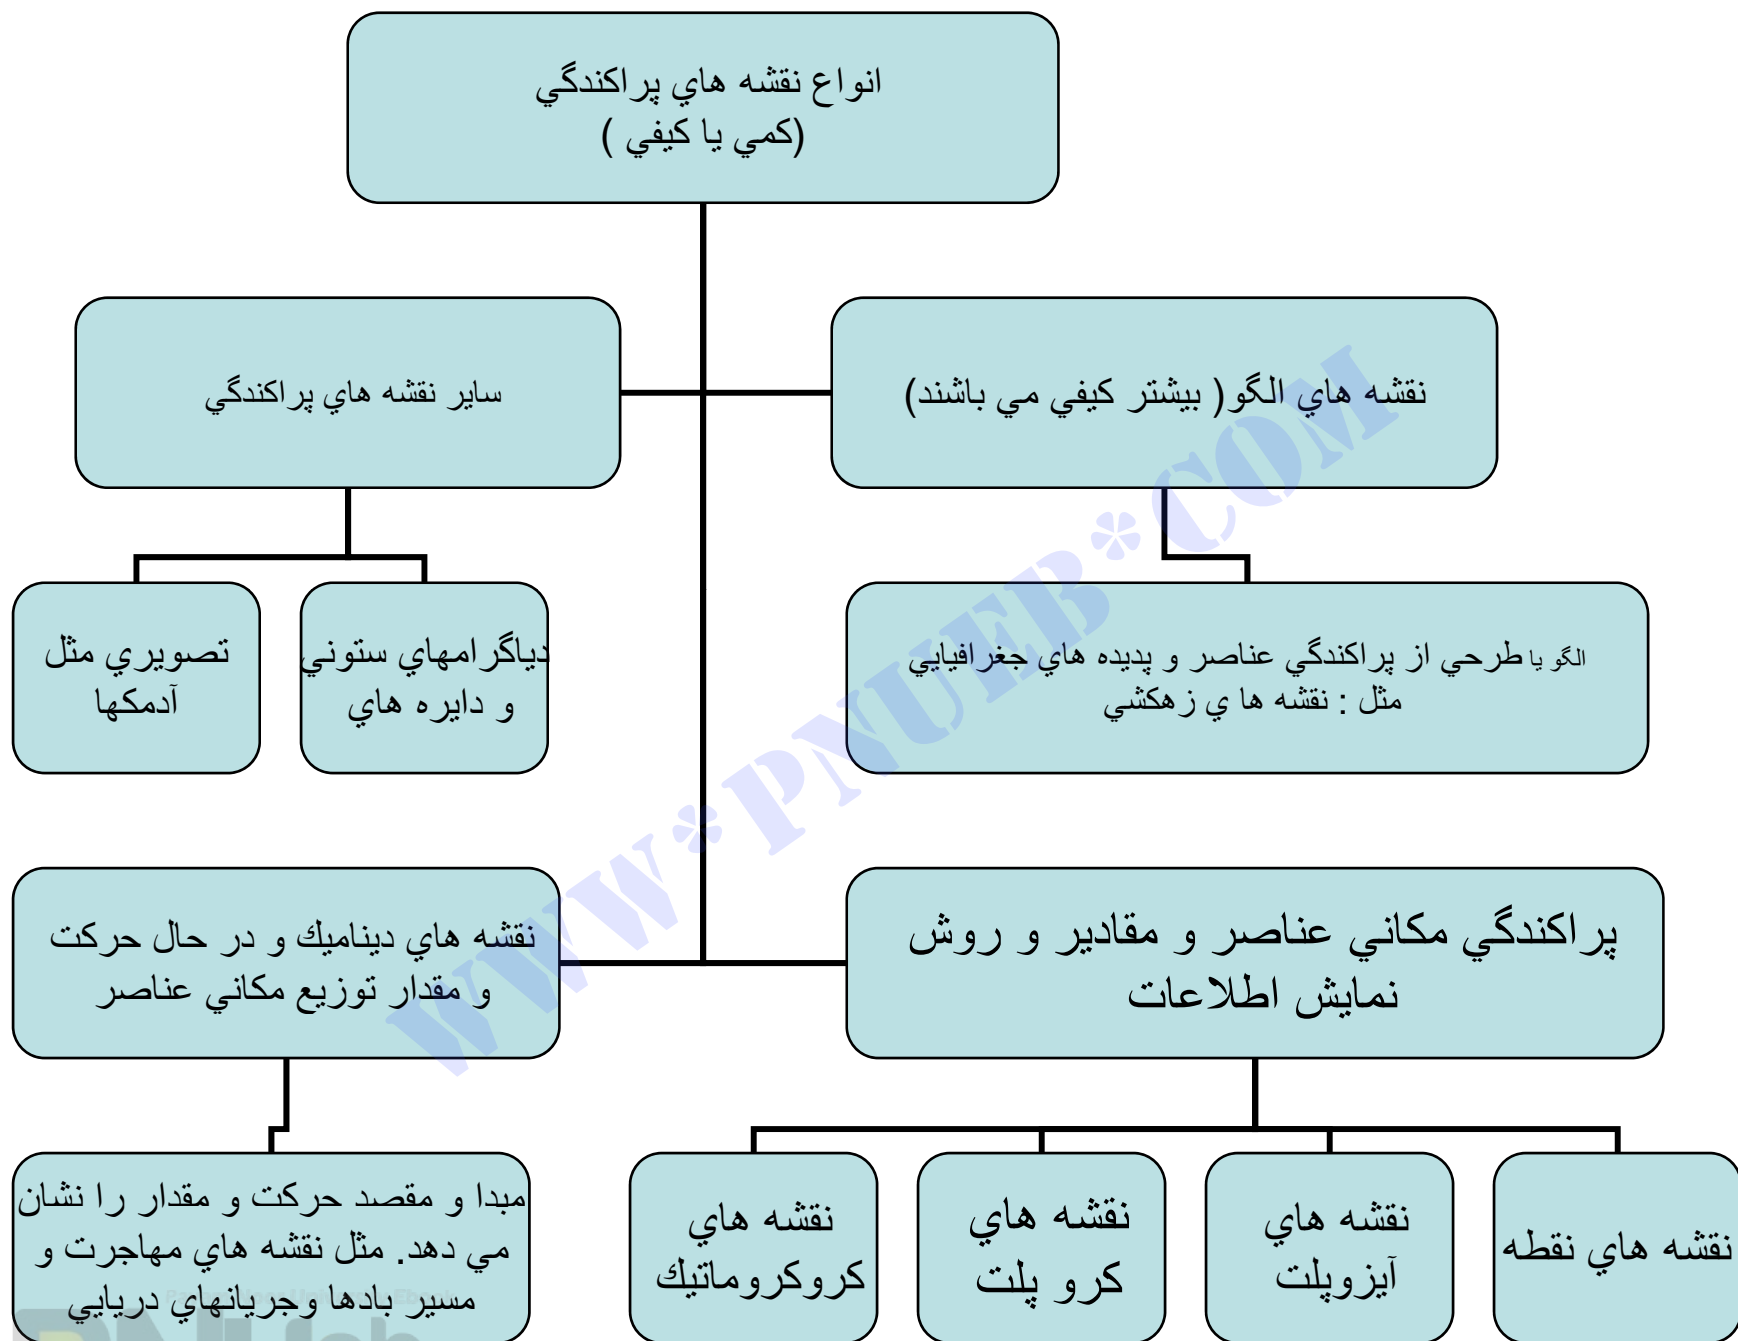 انواع نقشه هاي پراكندگي
(كمي يا كيفي )
نقشه هاي الگو( بيشتر كيفي مي باشند)
ساير نقشه هاي پراكندگي
الگو يا طرحي از پراكندگي عناصر و پديده هاي جغرافيايي
مثل : نقشه ها ي زهكشي
دياگرامهاي ستوني
و دايره هاي
تصويري مثل
آدمكها
پراكندگي مكاني عناصر و مقادير و روش
نمايش اطلاعات
نقشه هاي ديناميك و در حال حركت
و مقدار توزيع مكاني عناصر
نقشه هاي نقطه
نقشه هاي
آيزوپلت
نقشه هاي
كرو پلت
نقشه هاي
كروكروماتيك
مبدا و مقصد حركت و مقدار را نشان
مي دهد. مثل نقشه هاي مهاجرت و
مسير بادها وجريانهاي دريايي
WWW*PNUEB*COM